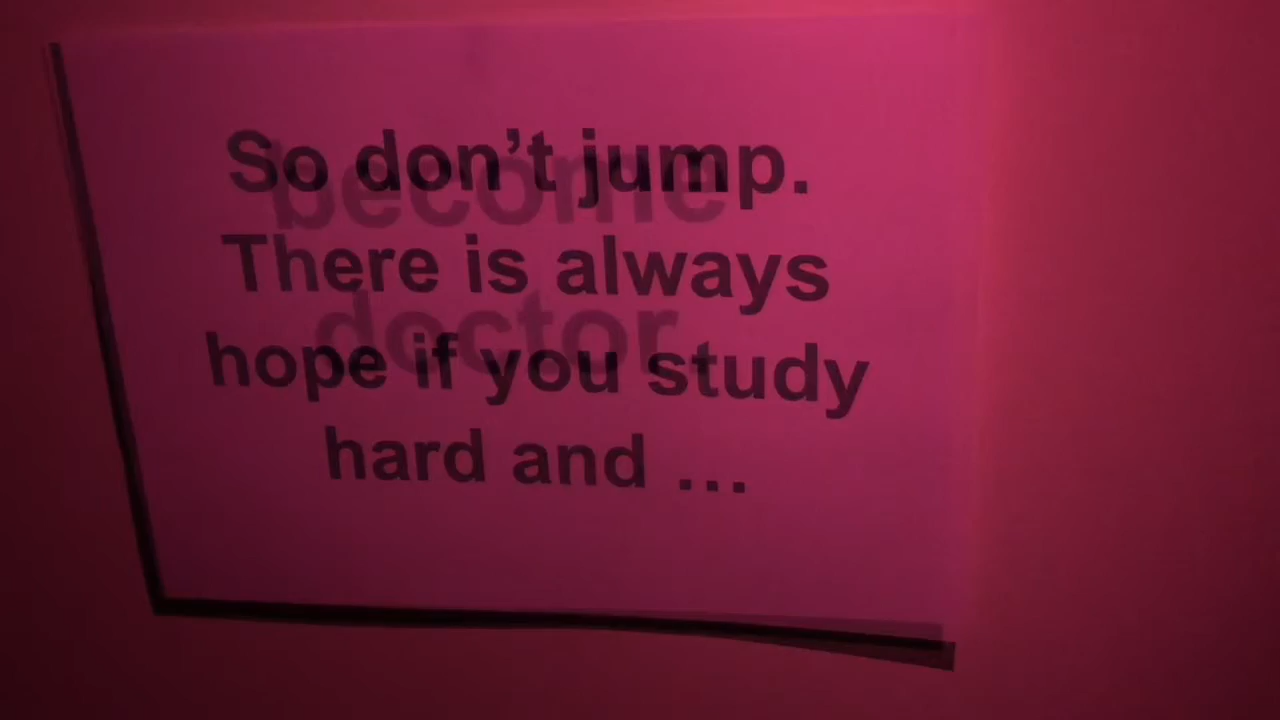 So don’t jump.
There is always
hope if you study
hard and ...
become
doctor.